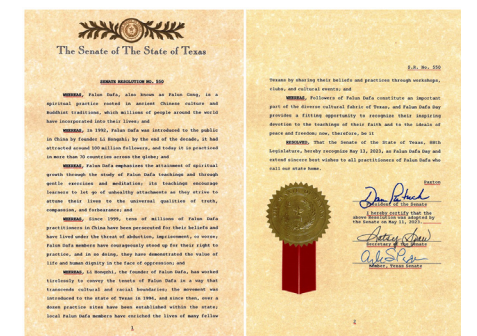 The Senate of The State of Texas
SENATE RESOLUTION NO. 550
WHEREAS, Falun Dafa, also known as Falun Gong, is a
spiritual practice rooted in ancient Chinese culture and
Buddhist traditions, which millions of people around the world
have incorporated into their lives; and
WHEREAS, in 1992, Falun Dafa was introduced to the public
in China by founder Li Hongzhi; by the end of the decade, it had
attracted around 100 million followers, and today it is practiced
in more than 70 countries across the globe; and
WHEREAS, Falun Dafa emphasizes the attainment of spiritual
growth through the study of Falun Dafa teachings and through
gentle exercises and meditation; its teachings encourage
learners to let go of unhealthy attachments as they strive to
attune their lives to the universal qualities of truth,
compassion, and forbearance; and
WHEREAS, Since 1999, tens of millions of Falun Dafa
practitioners in China have been persecuted for their beliefs and
have lived under the threat of abduction, imprisonment, or worse;
Falun Dafa members have courageously stood up for their right to
practice, and in so doing, they have demonstrated the value of
life and human dignity in the face of oppression; and
WHEREAS, Li Hongzhi, the founder of Falun Dafa, has worked
tirelessly to convey the tenets of Falun Dafa in a way that
transcends cultural and racial boundaries; the movement was
introduced to the state of Texas in 1996, and since then, over a
dozen practice sites have been established within the state;
local Falun Dafa members have enriched the lives of many fellow
1
S.R. No. 550
Texans by sharing their beliefs and practices through workshops,
clubs, and cultural events; and
WHEREAS, Followers of Falun Dafa constitute an important
part of the diverse cultural fabric of Texas, and Falun Dafa Day
provides a fitting opportunity to recognize their inspiring
devotion to the teachings of their faith and to the ideals of
peace and freedom; now, therefore, be it
RESOLVED, That the Senate of the State of Texas, 88th
Legislature, hereby recognize May 13, 2023, as Falun Dafa Day and
extend sincere best wishes to all practitioners of Falun Dafa who
call our state home.
Paxton
Dan Patrick
President of the Senate
I hereby certify that the
above Resolution was adopted by
the Senate on May 11, 2023
Secretary of the Senate
Member, Texas Senate
2